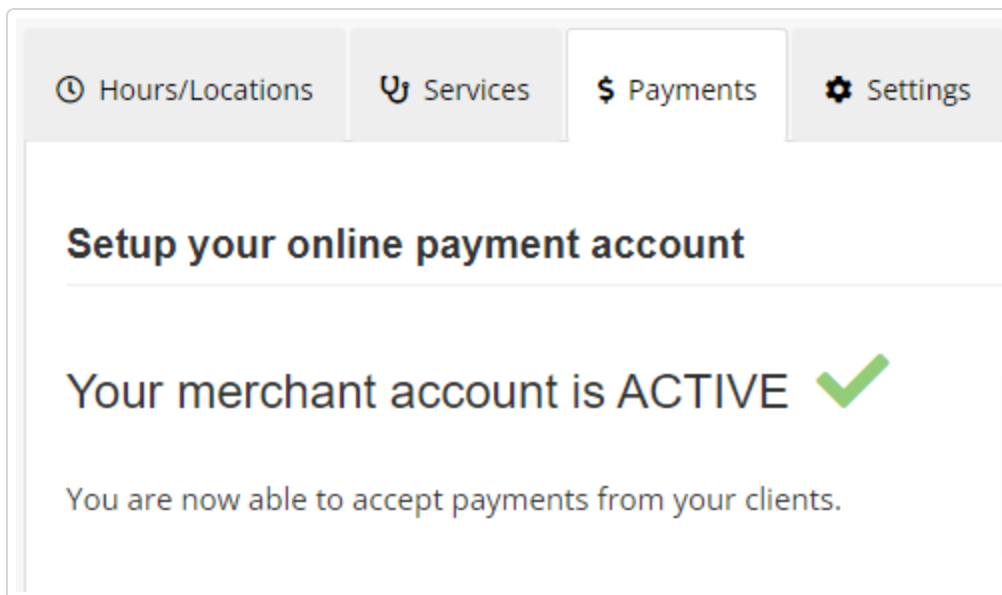 Hours/Locations Services $ Payments Settings
Setup your online payment account
Your merchant account is ACTIVE
You are now able to accept payments from your clients.